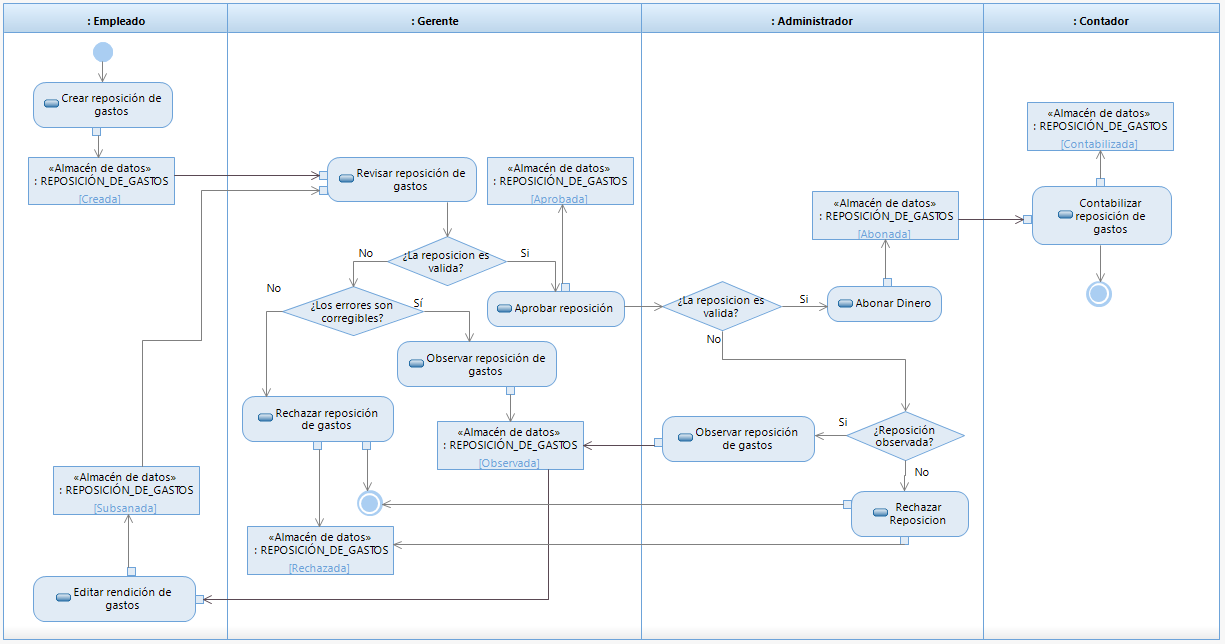 : Empleado
: Gerente
: Administrador
: Contador
Crear reposición de
gastos
«Almacén de datos»
: REPOSICIÓN_DE_GASTOS
[Creada]
«Almacén de datos»
: REPOSICIÓN_DE_GASTOS
[Subsanada]
Editar rendición de
gastos
Revisar reposición de
gastos
«Almacén de datos»
: REPOSICIÓN_DE_GASTOS
[Aprobada]
¿La reposicion es
valida?
No
Si
¿Los errores son
corregibles?
No
Sí
Aprobar reposición
Observar reposición de
gastos
Rechazar reposición
de gastos
«Almacén de datos»
: REPOSICIÓN_DE_GASTOS
[Observada]
«Almacén de datos»
: REPOSICIÓN_DE_GASTOS
[Rechazada]
«Almacén de datos»
: REPOSICIÓN_DE_GASTOS
[Abonada]
¿La reposicion es
valida?
Si
No
Abonar Dinero
¿Reposición
observada?
Si
No
Observar reposición
de gastos
Rechazar
Reposicion
«Almacén de datos»
: REPOSICIÓN_DE_GASTOS
[Contabilizada]
Contabilizar
reposición de
gastos